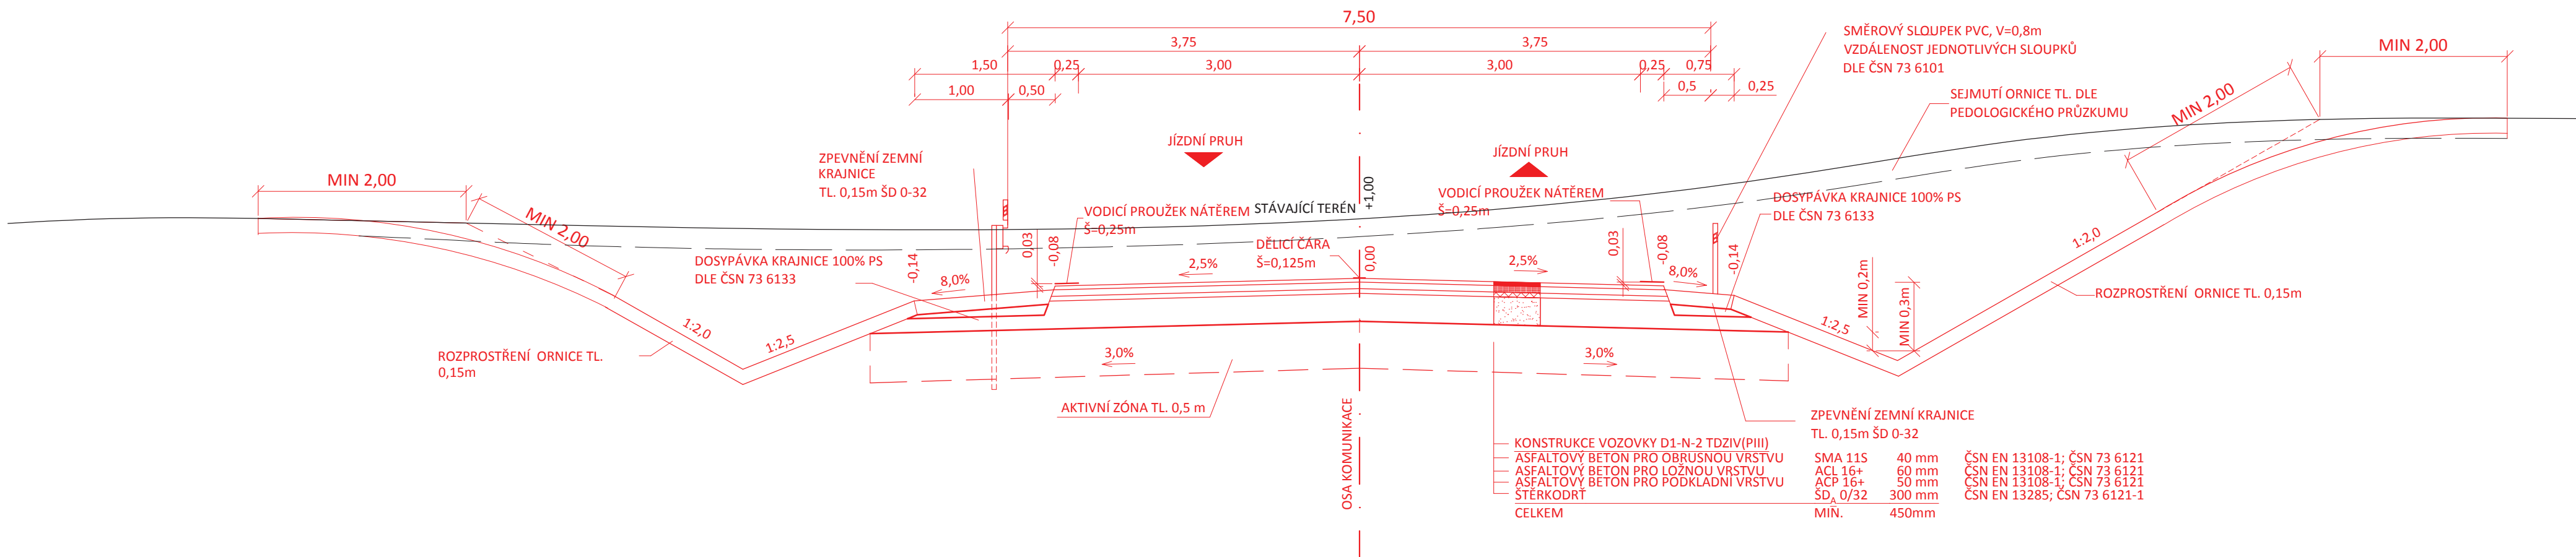 7,50
3,75
3,75
1,50
0,25
3,00
3,00
0,25
0,75
1,00
0,50
0,5
0,25
SMĚROVÝ SLOUPEK PVC, V=0,8m
VZDÁLENOST JEDNOTLIVÝCH SLOUPKŮ
DLE ČSN 73 6101
MIN 2,00
MIN 2,00
SEJMUTÍ ORNICE TL. DLE
PEDOLOGICKÉHO PRŮZKUMU
JÍZDNÍ PRUH
JÍZDNÍ PRUH
ZPEVNĚNÍ ZEMNÍ
KRAJNICE
TL. 0,15m ŠD 0-32
MIN 2,00
MIN 2,00
VODICÍ PROUŽEK NÁTĚREM
Š=0,25m
STÁVAJÍCÍ TERÉN
+1,00
VODICÍ PROUŽEK NÁTĚREM
Š=0,25m
DOSYPÁVKA KRAJNICE 100% PS
DLE ČSN 73 6133
DOSYPÁVKA KRAJNICE 100% PS
DLE ČSN 73 6133
-0,14
0,03
-0,08
DĚLICÍ ČÁRA
Š=0,125m
0,00
0,03
-0,08
-0,14
8,0%
2,5%
2,5%
8,0%
1:2,0
1:2,5
1:2,5
1:2,0
MIN 0,2m
MIN 0,3m
ROZPROSTŘENÍ ORNICE TL. 0,15m
ROZPROSTŘENÍ ORNICE TL.
0,15m
3,0%
3,0%
AKTIVNÍ ZÓNA TL. 0,5 m
OSA KOMUNIKACE
ZPEVNĚNÍ ZEMNÍ KRAJNICE
TL. 0,15m ŠD 0-32
KONSTRUKCE VOZOVKY D1-N-2 TDZIV(PIII)
ASFALTOVÝ BETON PRO OBRUSNOU VRSTVU SMA 11S 40 mm ČSN EN 13108-1; ČSN 73 6121
ASFALTOVÝ BETON PRO LOŽNOU VRSTVU ACL 16+ 60 mm ČSN EN 13108-1; ČSN 73 6121
ASFALTOVÝ BETON PRO PODKLADNÍ VRSTVU ACP 16+ 50 mm ČSN EN 13108-1; ČSN 73 6121
ŠTĚRKODRŤ ŠDA 0/32 300 mm ČSN EN 13285; ČSN 73 6121-1
CELKEM MIN. 450mm